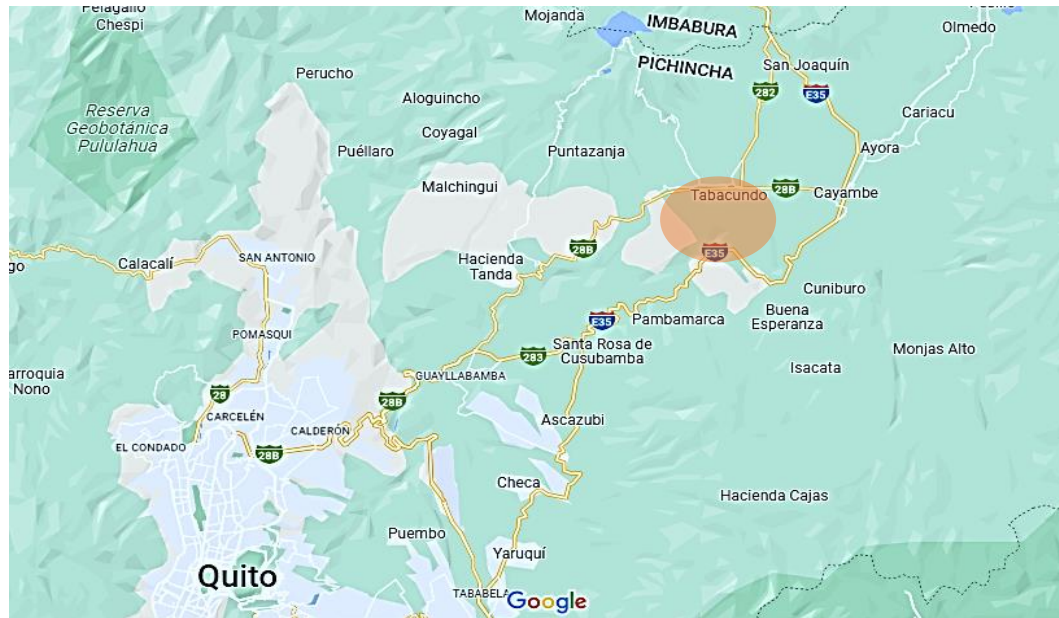 Chespi
Mojanda
IMBABURA
PICHINCHA
Olmedo
San Joaquín
282
E35
Perucho
Aloguincho
Coyagal
Reserva
Geobotánica
Pululahua
Puéllaro
Puntazanja
Cariacu
Ayora
Malchingui
Tabacundo
28B
Cayambe
28B
Hacienda
Tanda
E35
Calacalí
SAN ANTONIO
go
Cuniburo
Buena
Esperanza
E35
Pambamarca
POMASQUI
Santa Rosa de
Cusubamba
283
Monjas Alto
Isacata
arroquia
Nono
GUAYLLABAMBA
28
28B
CARCELÉN
CALDERÓN
Ascazubi
EL CONDADO
28B
Checa
Hacienda Cajas
Puembo
Yaruquí
Quito
TABABELA
Google